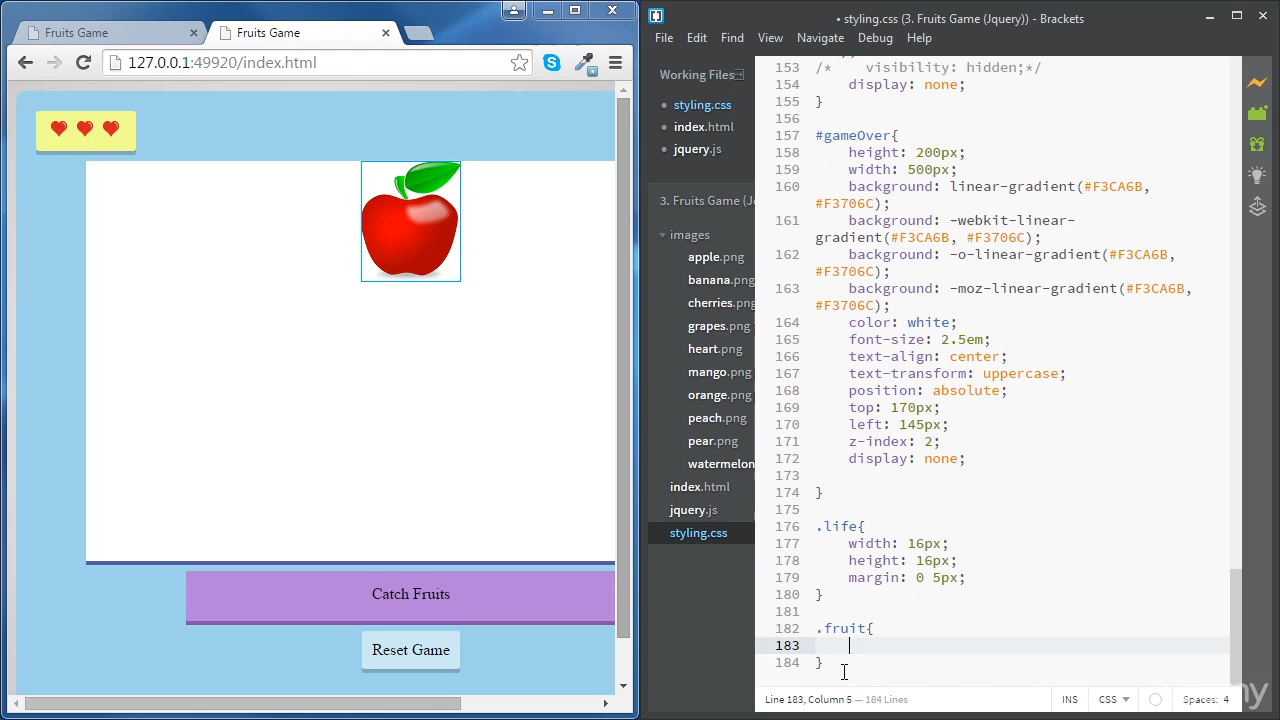 Fruits Game
Fruits Game
127.0.0.1:49920/index.html
Catch Fruits
Reset Game
• styling.css (3. Fruits Game (Jquery)) - Brackets
File Edit Find View Navigate Debug Help
Working Files
styling.css
index.html
jquery.js
3. Fruits Game (Jq
images
apple.png
banana.png
cherries.png
grapes.png
heart.png
mango.png
orange.png
peach.png
pear.png
watermelon
index.html
jquery.js
styling.css
153 /* visibility: hidden;*/
154 display: none;
155 }
156
157 #gameOver{
158 height: 200px;
159 width: 500px;
160 background: linear-gradient(#F3CA6B,
#F3706C);
161 background: -webkit-linear-
gradient(#F3CA6B, #F3706C);
162 background: -o-linear-gradient(#F3CA6B,
#F3706C);
163 background: -moz-linear-gradient(#F3CA6B,
#F3706C);
164 color: white;
165 font-size: 2.5em;
166 text-align: center;
167 text-transform: uppercase;
168 position: absolute;
169 top: 170px;
170 left: 145px;
171 z-index: 2;
172 display: none;
173
174 }
175
176 .life{
177 width: 16px;
178 height: 16px;
179 margin: 0 5px;
180 }
181
182 .fruit{
183
184 }
Line 183, Column 5 — 184 Lines
INS CSS Spaces: 4